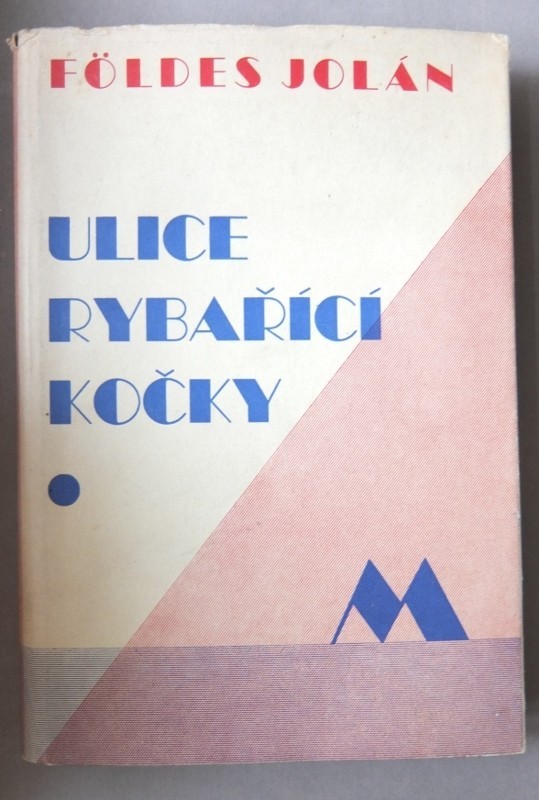 FÖLDES JOLÁN
ULICE
RYBAŘÍCÍ
KOČKY
M